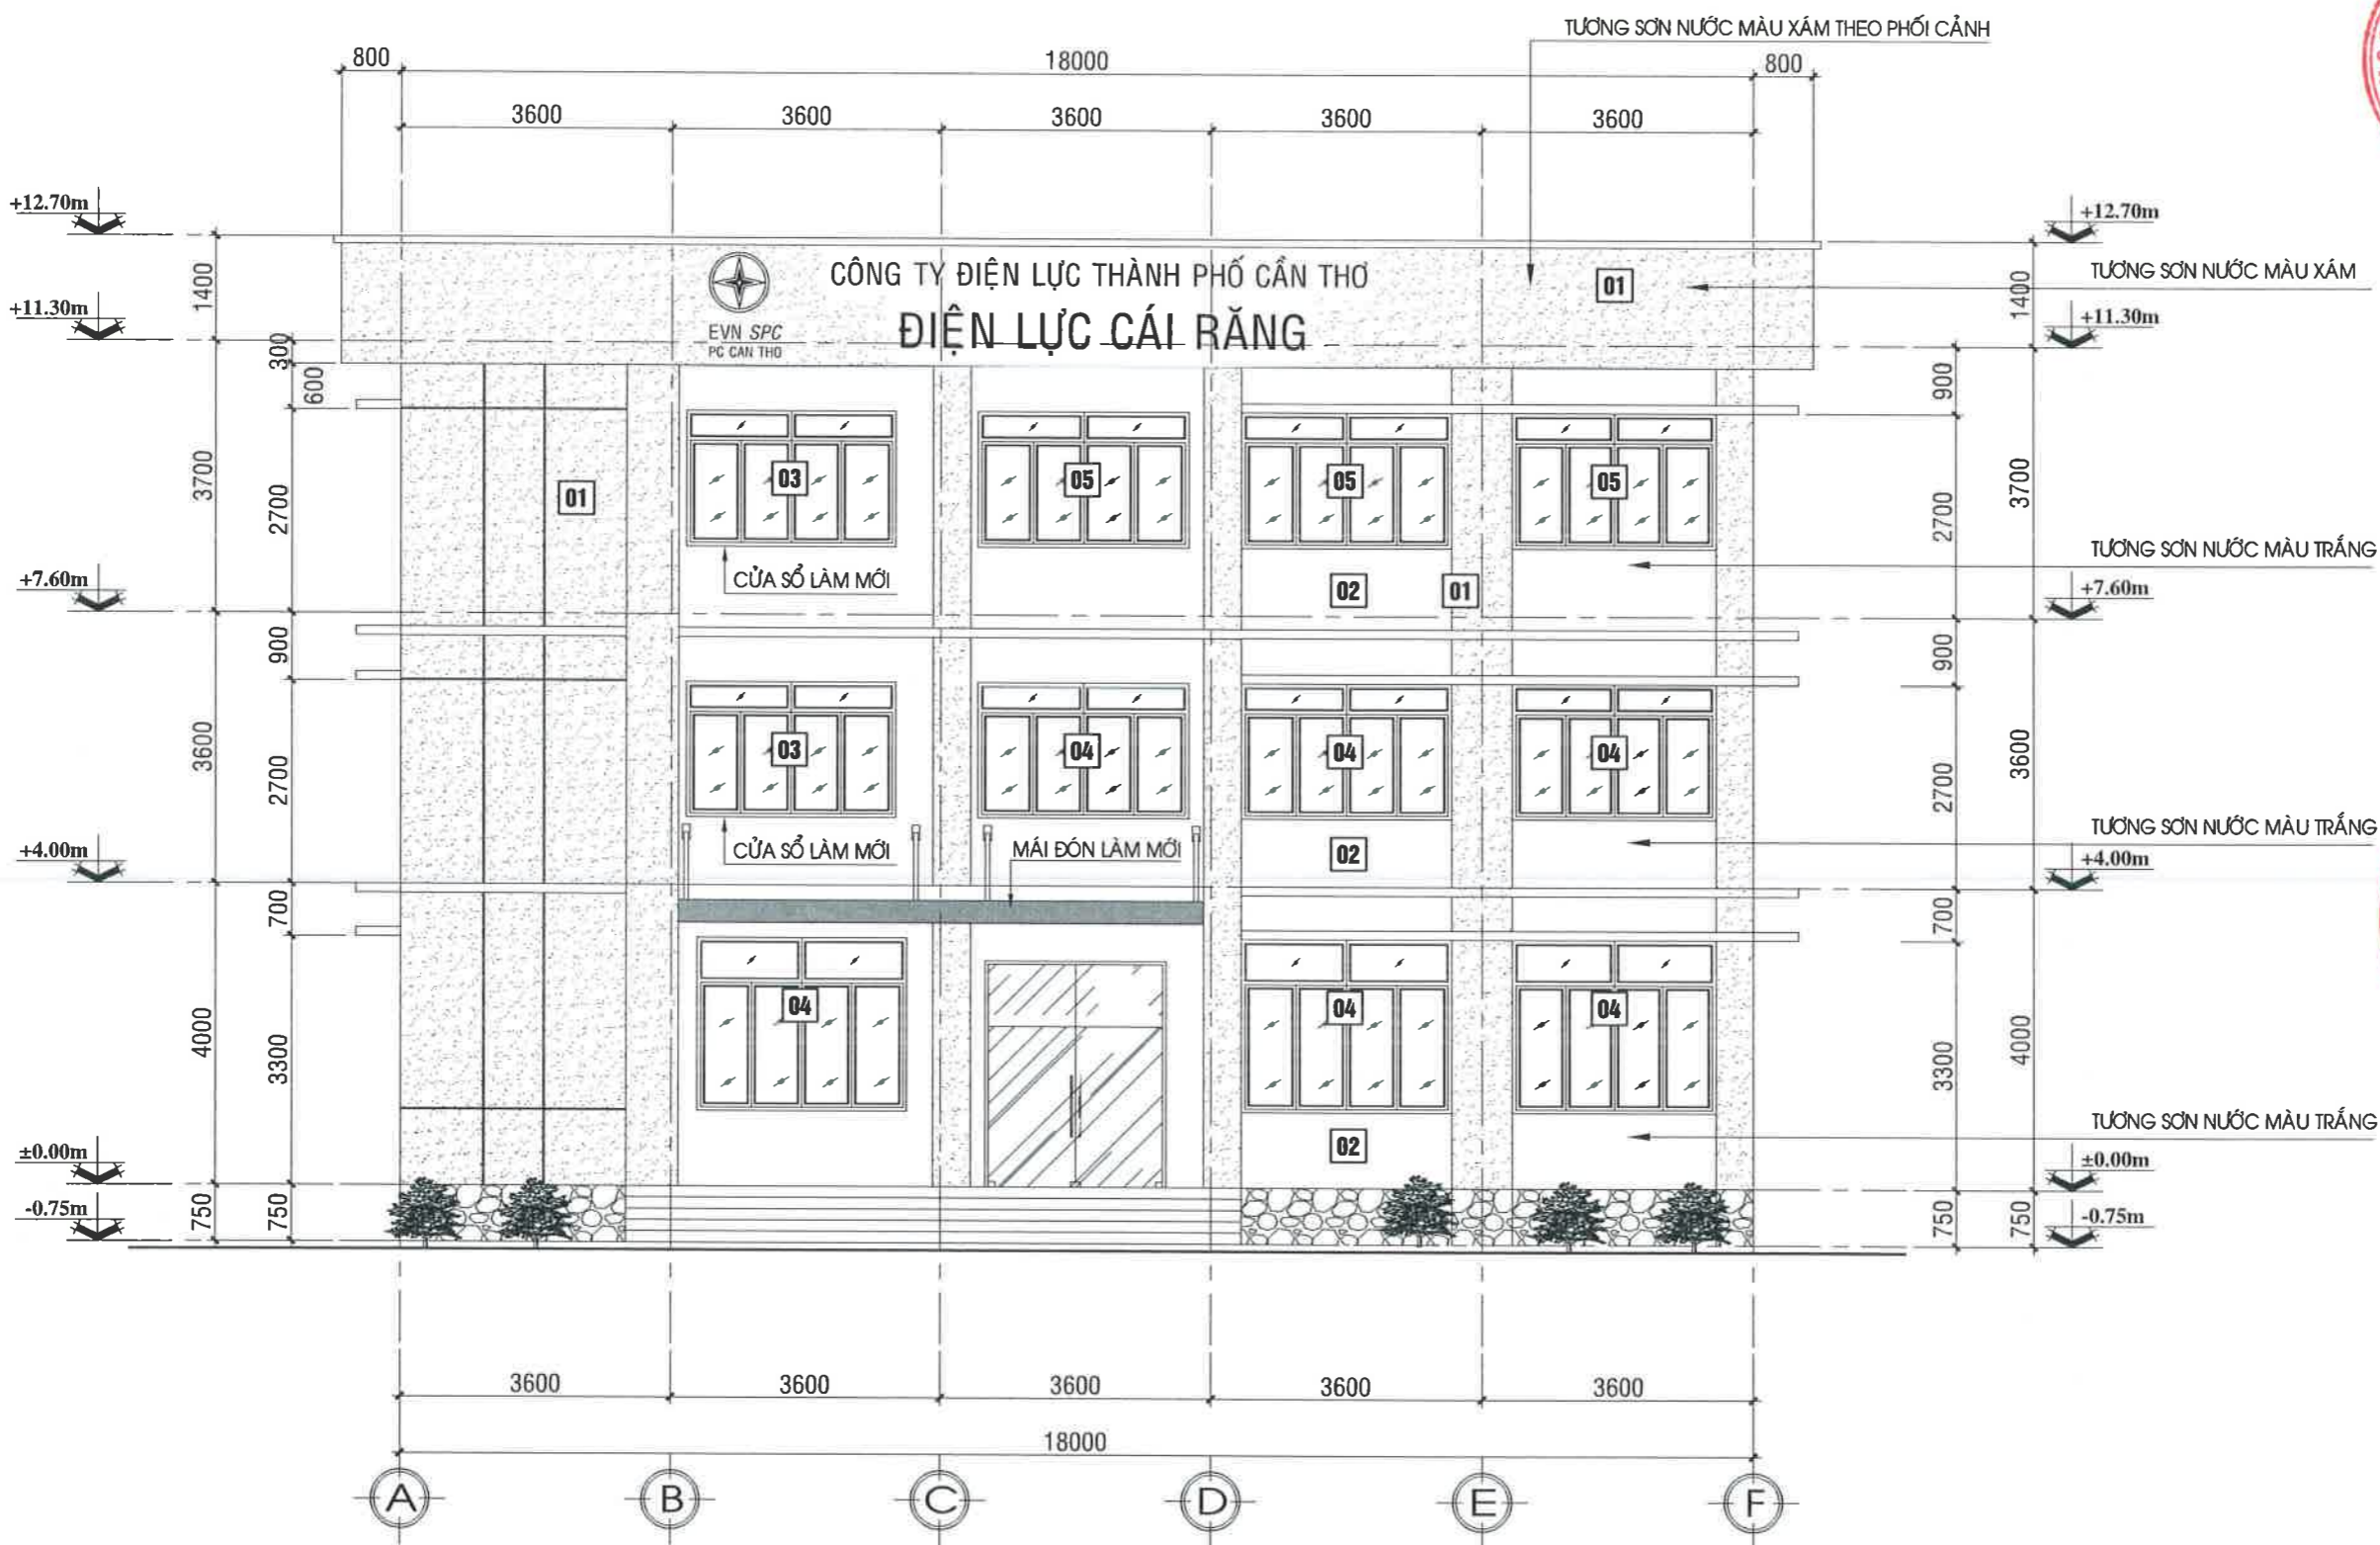 TƯỜNG SƠN NƯỚC MÀU XÁM THEO PHỐI CẢNH
800 18000 800
3600 3600 3600 3600 3600
+12.70m +12.70m
1400 CÔNG TY ĐIỆN LỰC THÀNH PHỐ CẦN THƠ 01 1400 TƯỜNG SƠN NƯỚC MÀU XÁM
+11.30m +11.30m
EVN SPC ĐIỆN LỰC CÁI RĂNG
PC CAN THO
300
600 900
3700 2700 01 03 05 05 05 2700 3700
TƯỜNG SƠN NƯỚC MÀU TRẮNG
+7.60m CỬA SỔ LÀM MỚI 02 01 +7.60m
900 900
3600 2700 03 04 04 04 2700 3600
TƯỜNG SƠN NƯỚC MÀU TRẮNG
+4.00m CỬA SỔ LÀM MỚI MÁI ĐÓN LÀM MỚI 02 +4.00m
700 700
4000 3300 04 04 04 3300 4000
TƯỜNG SƠN NƯỚC MÀU TRẮNG
±0.00m 02 ±0.00m
-0.75m 750 750 750 750 -0.75m
3600 3600 3600 3600 3600
18000
A B C D E F